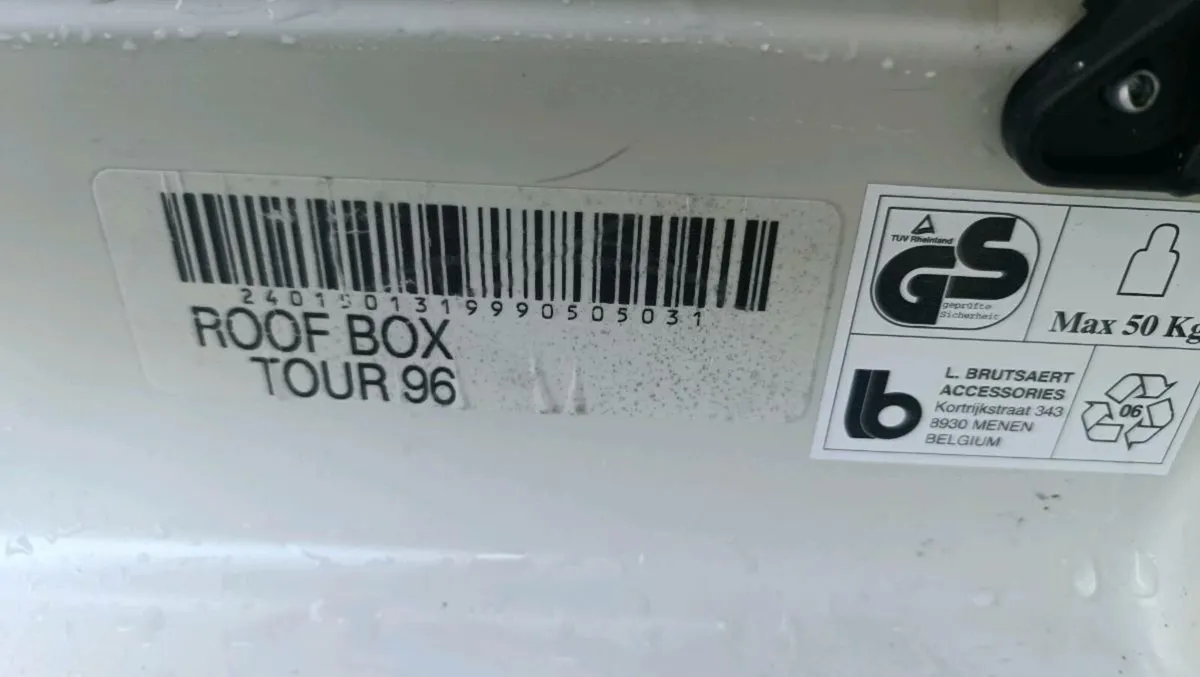 2401501319990505031
ROOF BOX
TOUR 96
TÜV Rheinland
GS
geprüfte
Sicherheit
Max 50 Kg
lb
L. BRUTSAERT
ACCESSORIES
Kortrijkstraat 343
8930 MENEN
BELGIUM
06